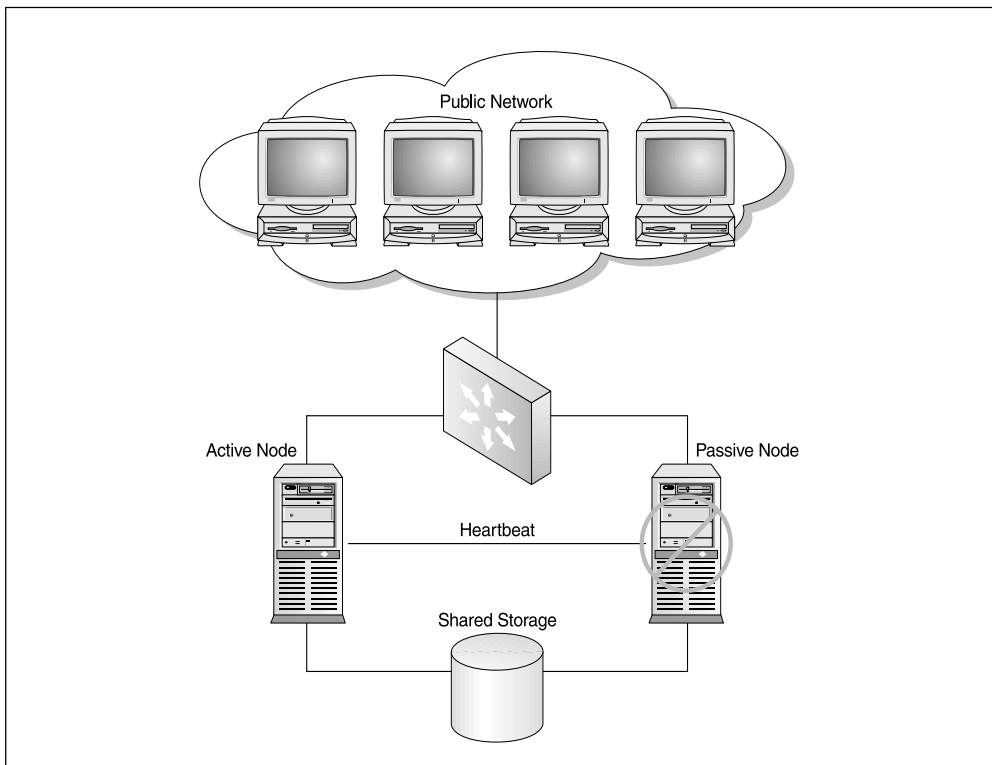 Public Network
Active Node
Passive Node
Heartbeat
Shared Storage